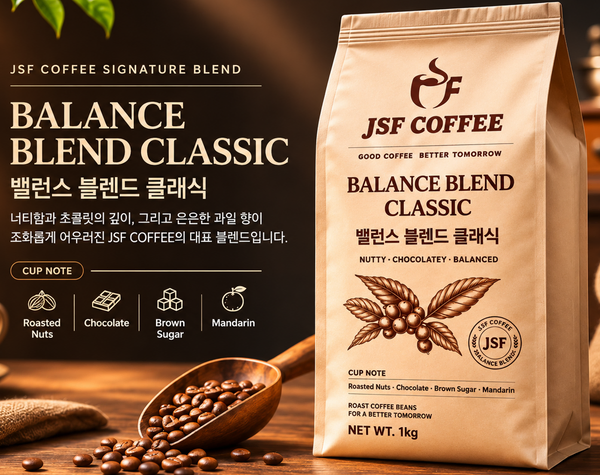 JSF COFFEE SIGNATURE BLEND
BALANCE
BLEND CLASSIC
밸런스 블렌드 클래식
너티함과 초콜릿의 깊이, 그리고 은은한 과일 향이
조화롭게 어우러진 JSF COFFEE의 대표 블렌드입니다.
CUP NOTE
Roasted
Nuts
Chocolate
Brown
Sugar
Mandarin
F
JSF COFFEE
GOOD COFFEE BETTER TOMORROW
BALANCE BLEND
CLASSIC
밸런스 블렌드 클래식
NUTTY · CHOCOLATEY · BALANCED
JSF COFFEE
JSF
BALANCE BLEND
CUP NOTE
Roasted Nuts · Chocolate · Brown Sugar · Mandarin
ROAST COFFEE BEANS
FOR A BETTER TOMORROW
NET WT. 1kg